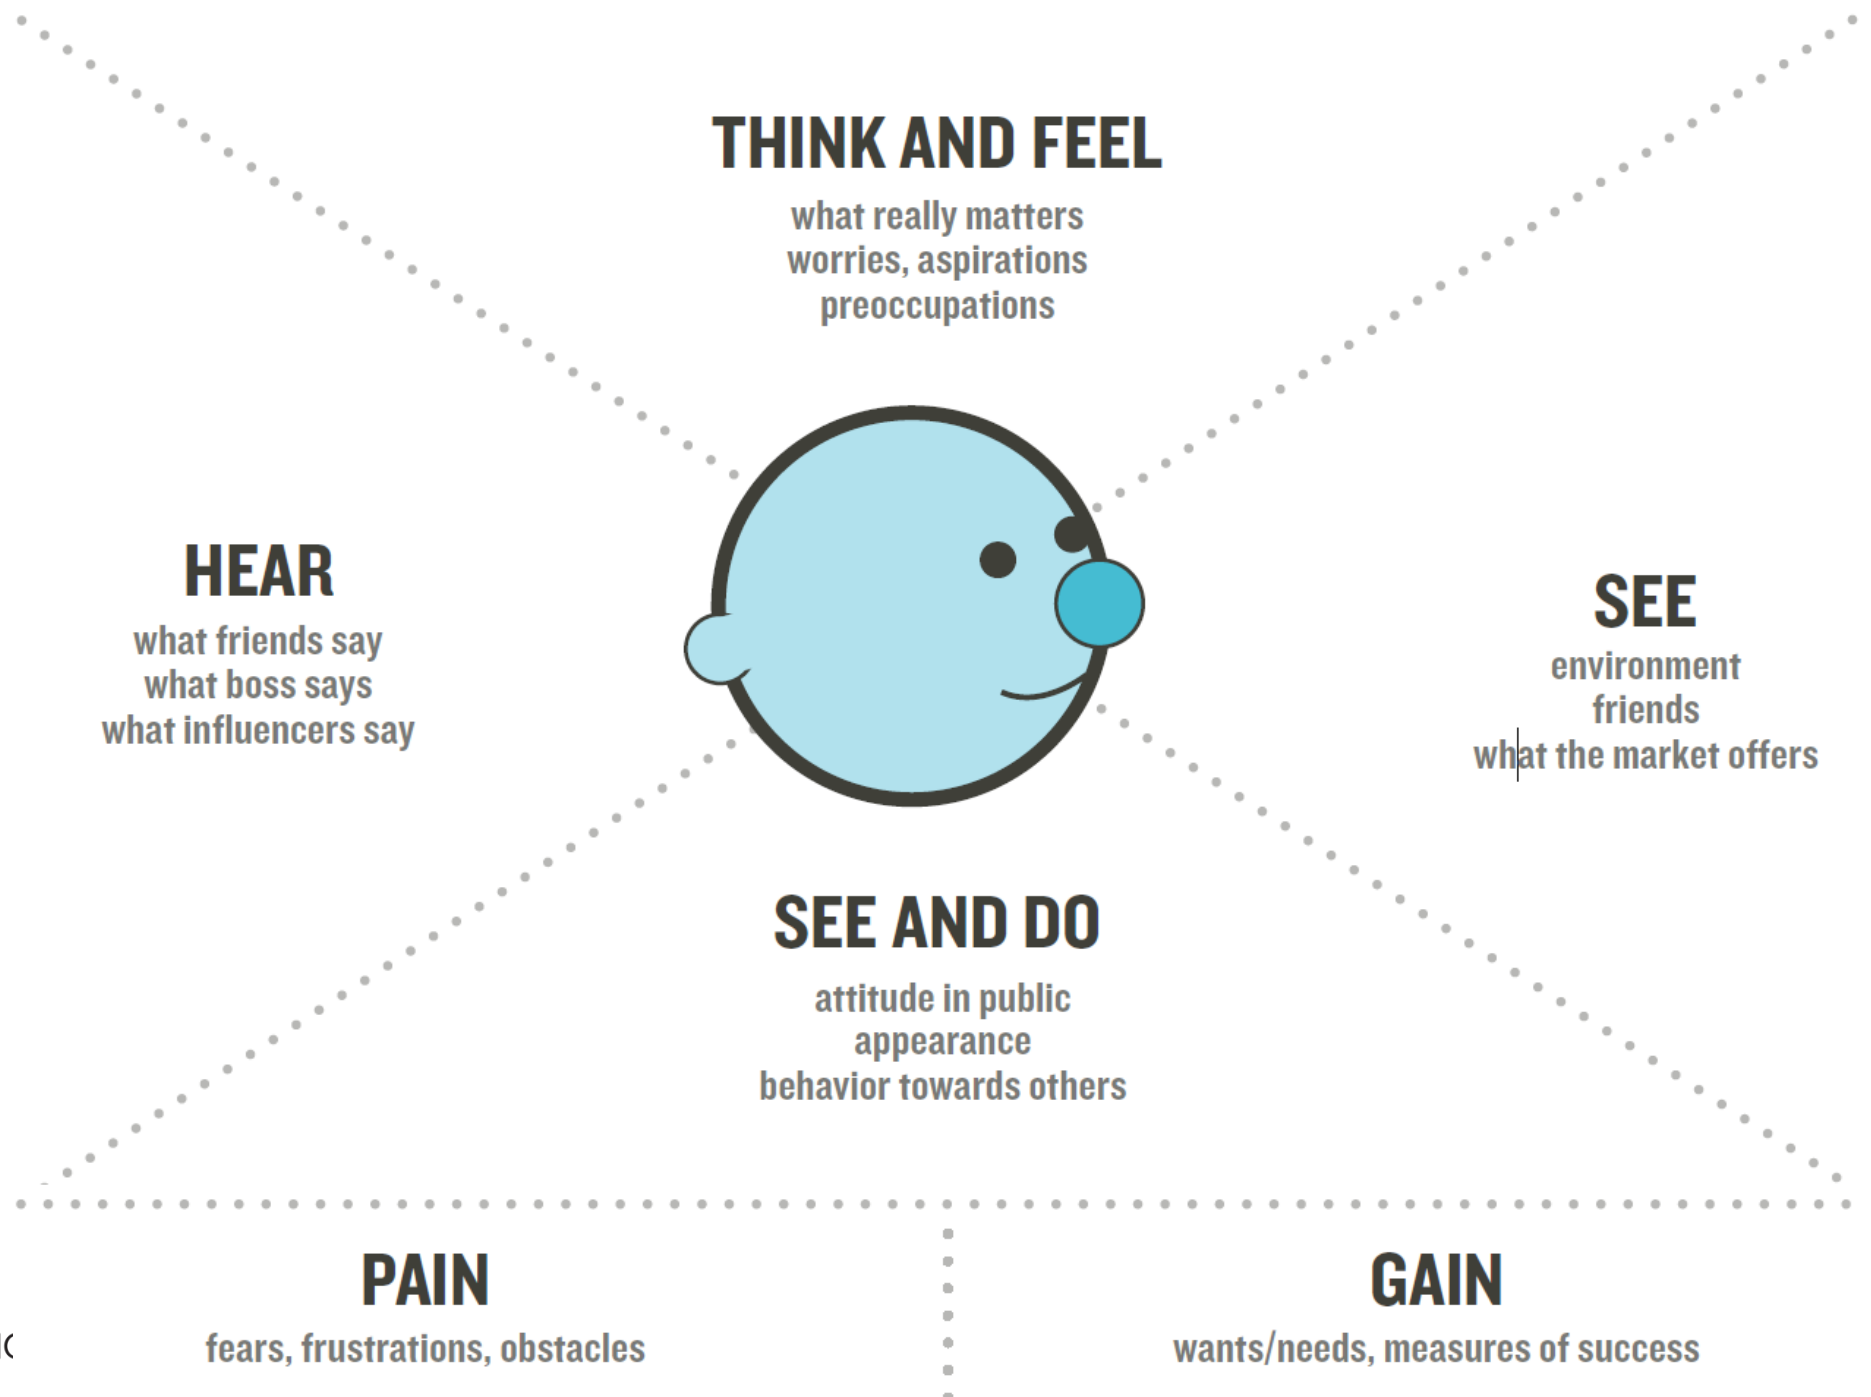 THINK AND FEEL
what really matters
worries, aspirations
preoccupations
HEAR
what friends say
what boss says
what influencers say
SEE
environment
friends
what the market offers
SEE AND DO
attitude in public
appearance
behavior towards others
PAIN
fears, frustrations, obstacles
GAIN
wants/needs, measures of success